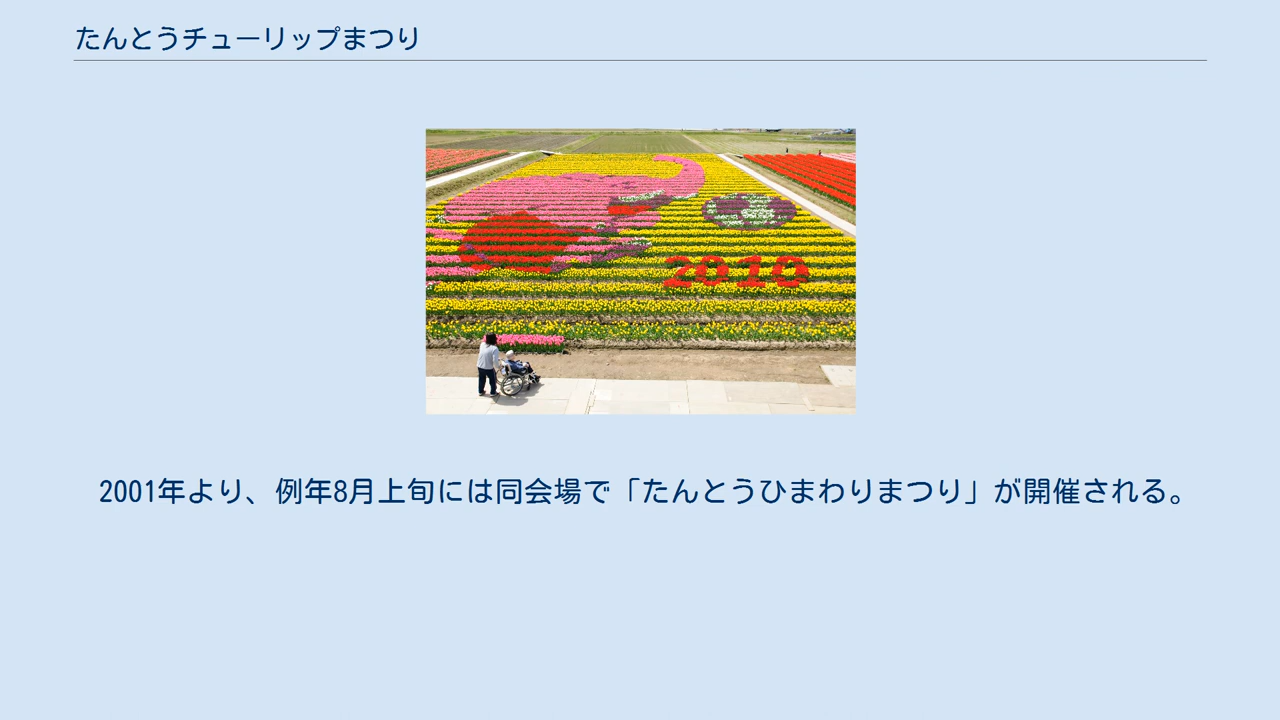 たんとうチューリップまつり
2010
2001年より、例年8月上旬には同会場で「たんとうひまわりまつり」が開催される。